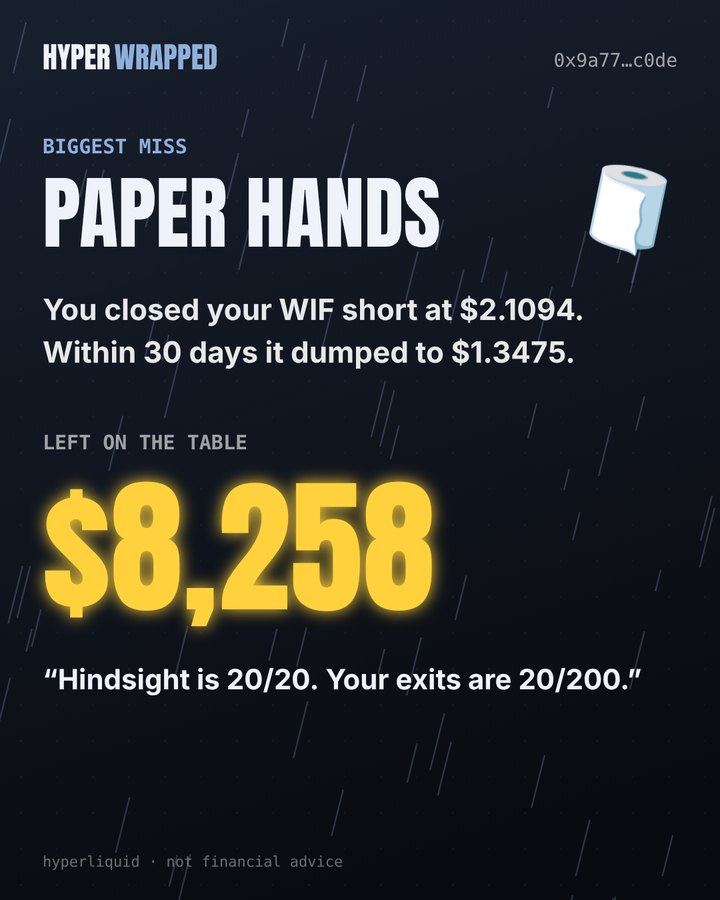 HYPER WRAPPED
0x9a77…c0de
BIGGEST MISS
PAPER HANDS
You closed your WIF short at $2.1094.
Within 30 days it dumped to $1.3475.
LEFT ON THE TABLE
$8,258
“Hindsight is 20/20. Your exits are 20/200.”
hyperliquid · not financial advice